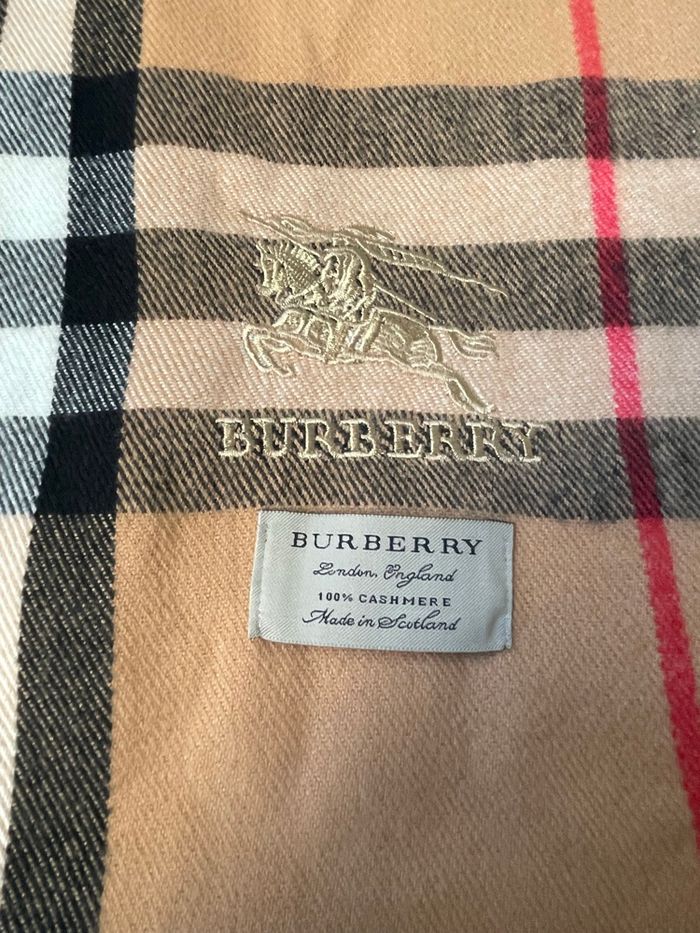 BURBERRY
BURBERRY
London, England
100% CASHMERE
Made in Scotland